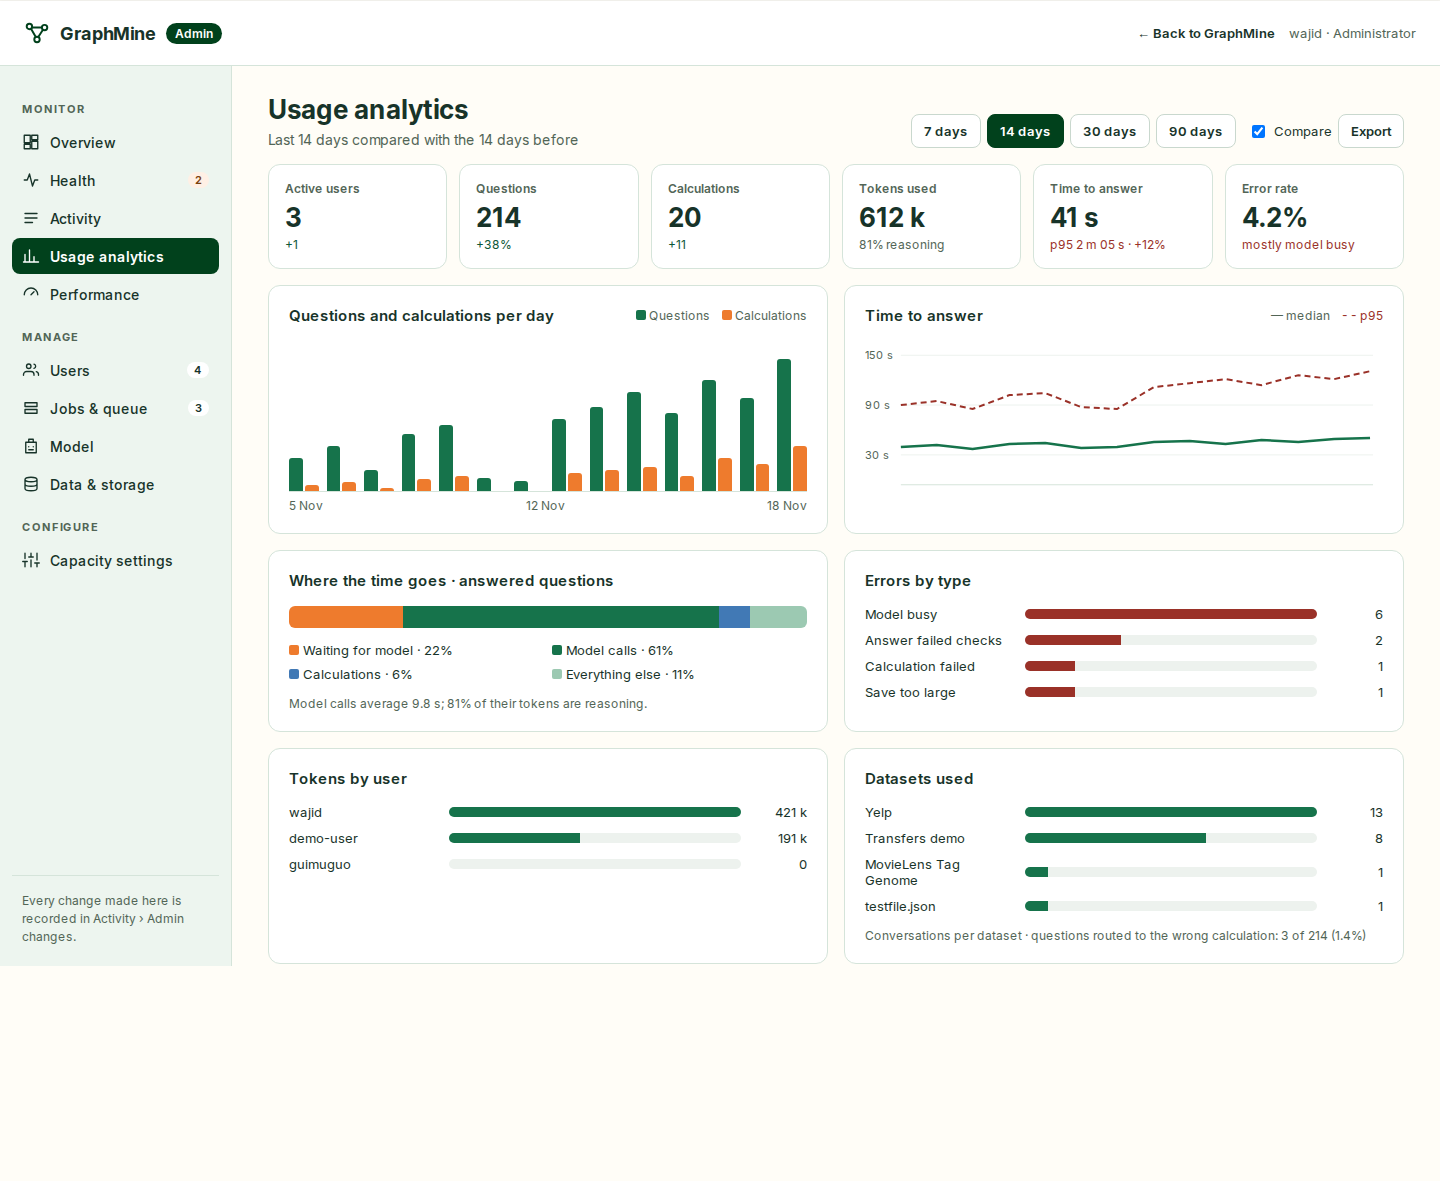 GraphMine Admin
← Back to GraphMine wajid · Administrator
MONITOR
Overview
Health 2
Activity
Usage analytics
Performance
MANAGE
Users 4
Jobs & queue 3
Model
Data & storage
CONFIGURE
Capacity settings
Every change made here is
recorded in Activity › Admin
changes.
Usage analytics
Last 14 days compared with the 14 days before
7 days 14 days 30 days 90 days Compare Export
Active users
3
+1
Questions
214
+38%
Calculations
20
+11
Tokens used
612 k
81% reasoning
Time to answer
41 s
p95 2 m 05 s · +12%
Error rate
4.2%
mostly model busy
Questions and calculations per day Questions Calculations
5 Nov 12 Nov 18 Nov
Time to answer — median - - p95
150 s
90 s
30 s
Where the time goes · answered questions
Waiting for model · 22% Model calls · 61%
Calculations · 6% Everything else · 11%
Model calls average 9.8 s; 81% of their tokens are reasoning.
Errors by type
Model busy 6
Answer failed checks 2
Calculation failed 1
Save too large 1
Tokens by user
wajid 421 k
demo-user 191 k
guimuguo 0
Datasets used
Yelp 13
Transfers demo 8
MovieLens Tag
Genome 1
testfile.json 1
Conversations per dataset · questions routed to the wrong calculation: 3 of 214 (1.4%)